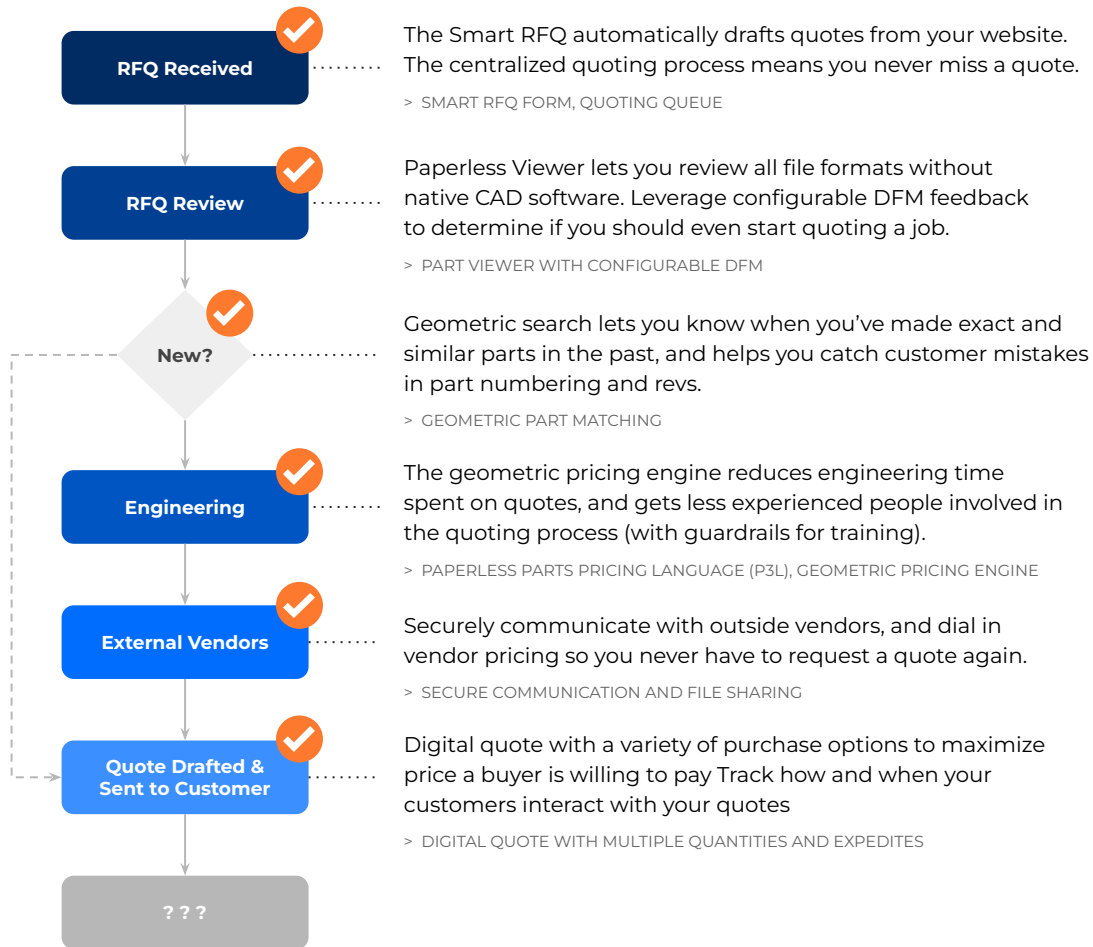 RFQ Received
The Smart RFQ automatically drafts quotes from your website.
The centralized quoting process means you never miss a quote.
> SMART RFQ FORM, QUOTING QUEUE
RFQ Review
Paperless Viewer lets you review all file formats without
native CAD software. Leverage configurable DFM feedback
to determine if you should even start quoting a job.
> PART VIEWER WITH CONFIGURABLE DFM
New?
Geometric search lets you know when you’ve made exact and
similar parts in the past, and helps you catch customer mistakes
in part numbering and revs.
> GEOMETRIC PART MATCHING
Engineering
The geometric pricing engine reduces engineering time
spent on quotes, and gets less experienced people involved in
the quoting process (with guardrails for training).
> PAPERLESS PARTS PRICING LANGUAGE (P3L), GEOMETRIC PRICING ENGINE
External Vendors
Securely communicate with outside vendors, and dial in
vendor pricing so you never have to request a quote again.
> SECURE COMMUNICATION AND FILE SHARING
Quote Drafted &
Sent to Customer
Digital quote with a variety of purchase options to maximize
price a buyer is willing to pay Track how and when your
customers interact with your quotes
> DIGITAL QUOTE WITH MULTIPLE QUANTITIES AND EXPEDITES
? ? ?